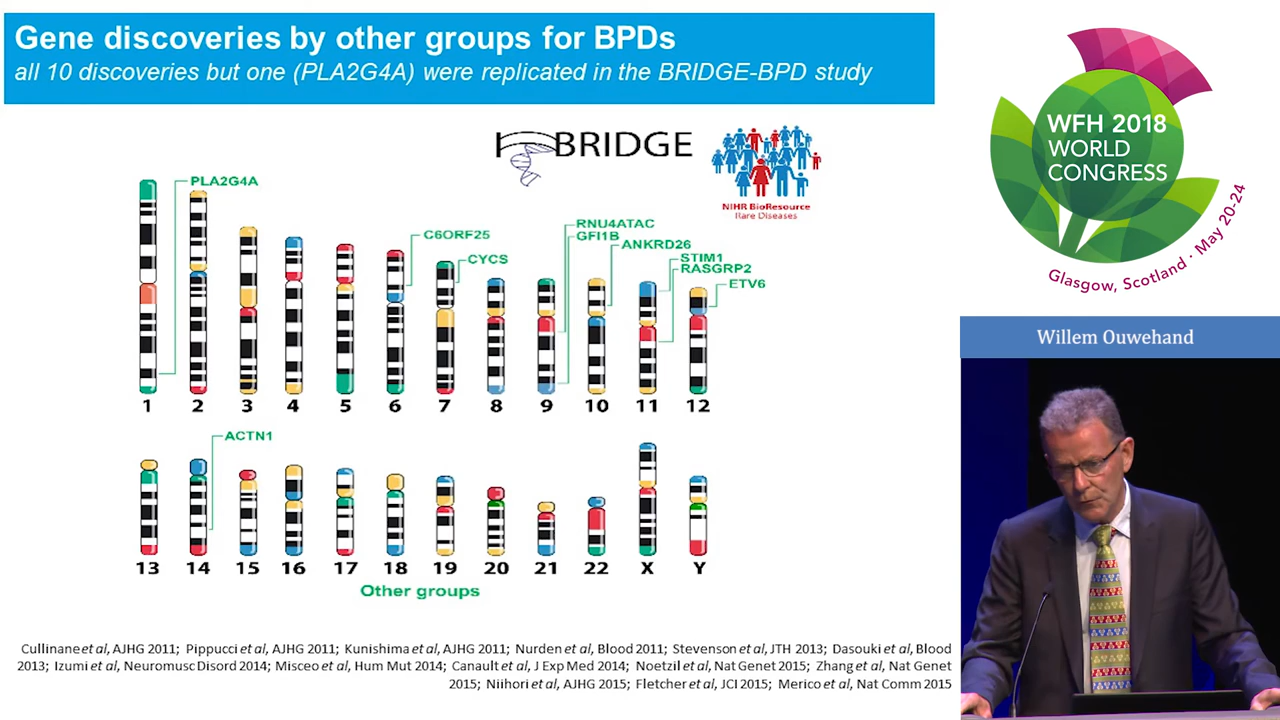 Gene discoveries by other groups for BPDs
all 10 discoveries but one (PLA2G4A) were replicated in the BRIDGE-BPD study
BRIDGE
NIHR BioResource
Rare Diseases
PLA2G4A
C6ORF25
CYCS
RNU4ATAC
GFI1B
ANKRD26
STIM1
RASGRP2
ETV6
1 2 3 4 5 6 7 8 9 10 11 12
ACTN1
13 14 15 16 17 18 19 20 21 22 X Y
Other groups
Cullinane et al, AJHG 2011; Pippucci et al, AJHG 2011; Kunishima et al, AJHG 2011; Nurden et al, Blood 2011; Stevenson et al, JTH 2013; Dasouki et al, Blood
2013; Izumi et al, Neuromusc Disord 2014; Misceo et al, Hum Mut 2014; Canault et al, J Exp Med 2014; Noetzil et al, Nat Genet 2015; Zhang et al, Nat Genet
2015; Niihori et al, AJHG 2015; Fletcher et al, JCI 2015; Merico et al, Nat Comm 2015
WFH 2018
WORLD
CONGRESS
Glasgow, Scotland · May 20-24
Willem Ouwehand